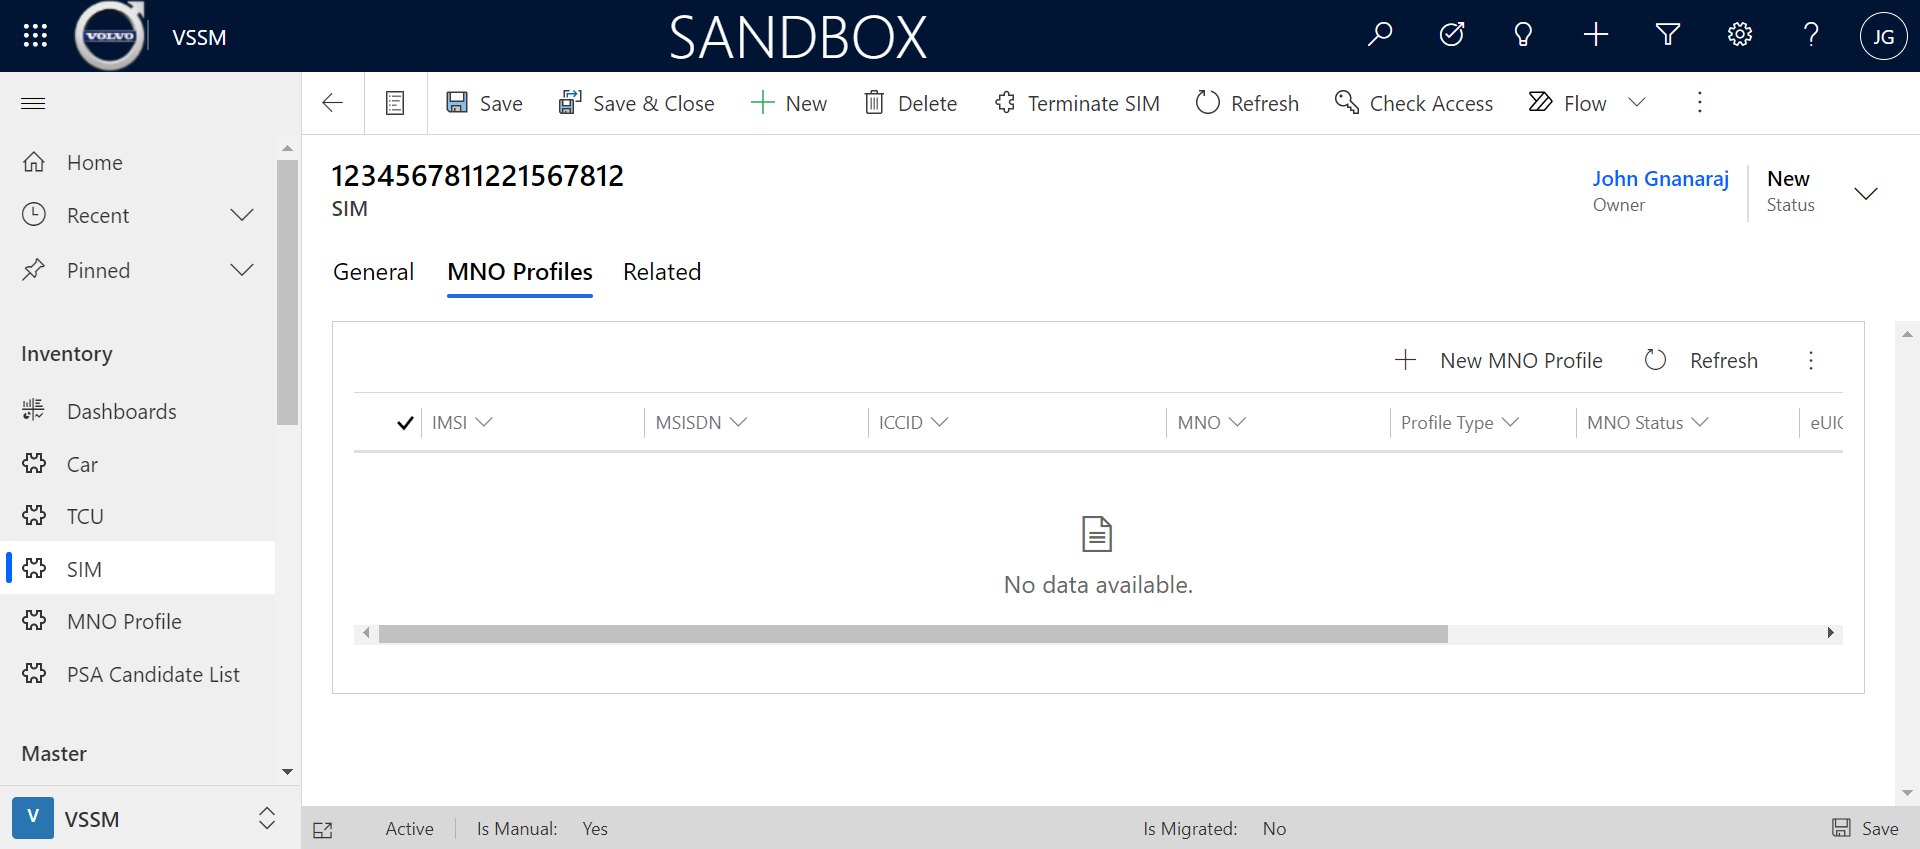 VOLVO
VSSM
SANDBOX
JG
Save
Save & Close
New
Delete
Terminate SIM
Refresh
Check Access
Flow
Home
Recent
Pinned
Inventory
Dashboards
Car
TCU
SIM
MNO Profile
PSA Candidate List
Master
V
VSSM
1234567811221567812
SIM
John Gnanaraj
Owner
New
Status
General
MNO Profiles
Related
New MNO Profile
Refresh
IMSI
MSISDN
ICCID
MNO
Profile Type
MNO Status
eUIC
No data available.
Active
Is Manual: Yes
Is Migrated: No
Save